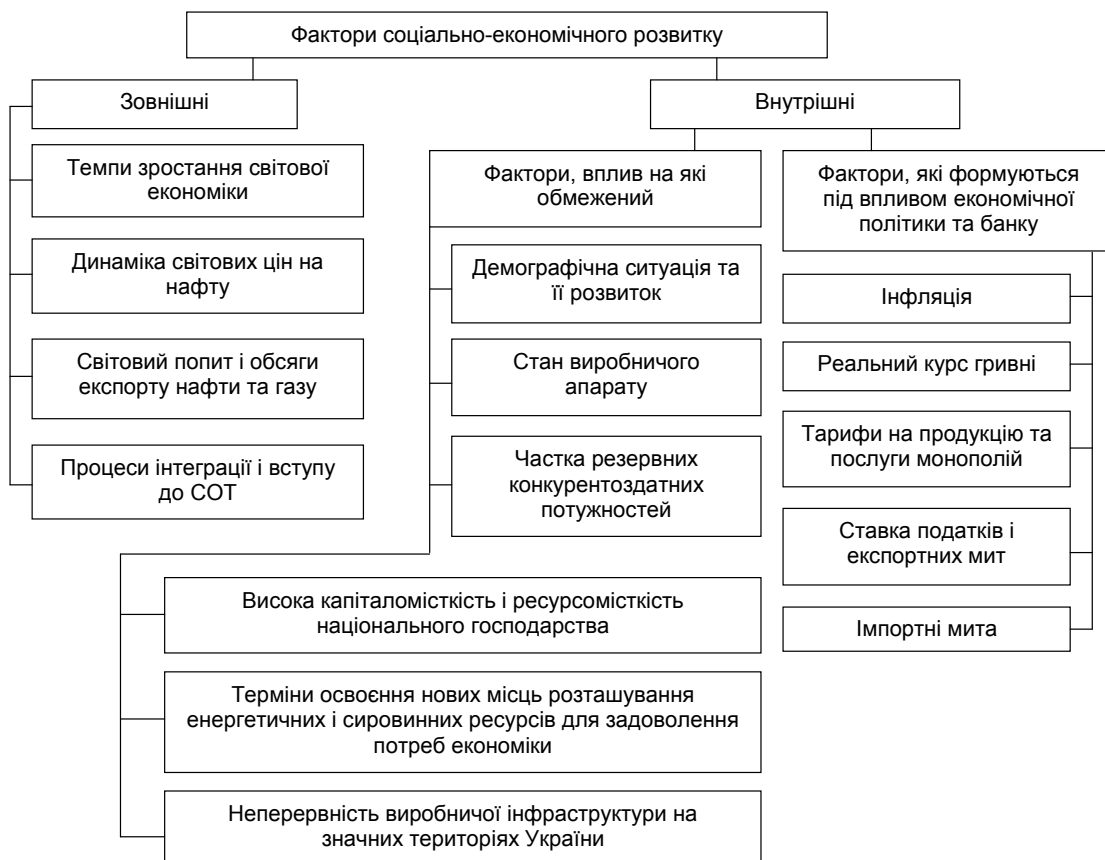 Фактори соціально-економічного розвитку
Зовнішні
Темпи зростання світової
економіки
Динаміка світових цін на
нафту
Світовий попит і обсяги
експорту нафти та газу
Процеси інтеграції і вступу
до СОТ
Внутрішні
Фактори, вплив на які
обмежений
Демографічна ситуація та
її розвиток
Стан виробничого
апарату
Частка резервних
конкурентоздатних
потужностей
Висока капіталомісткість і ресурсомісткість
національного господарства
Терміни освоєння нових місць розташування
енергетичних і сировинних ресурсів для задоволення
потреб економіки
Неперервність виробничої інфраструктури на
значних територіях України
Фактори, які формуються
під впливом економічної
політики та банку
Інфляція
Реальний курс гривні
Тарифи на продукцію та
послуги монополій
Ставка податків і
експортних мит
Імпортні мита